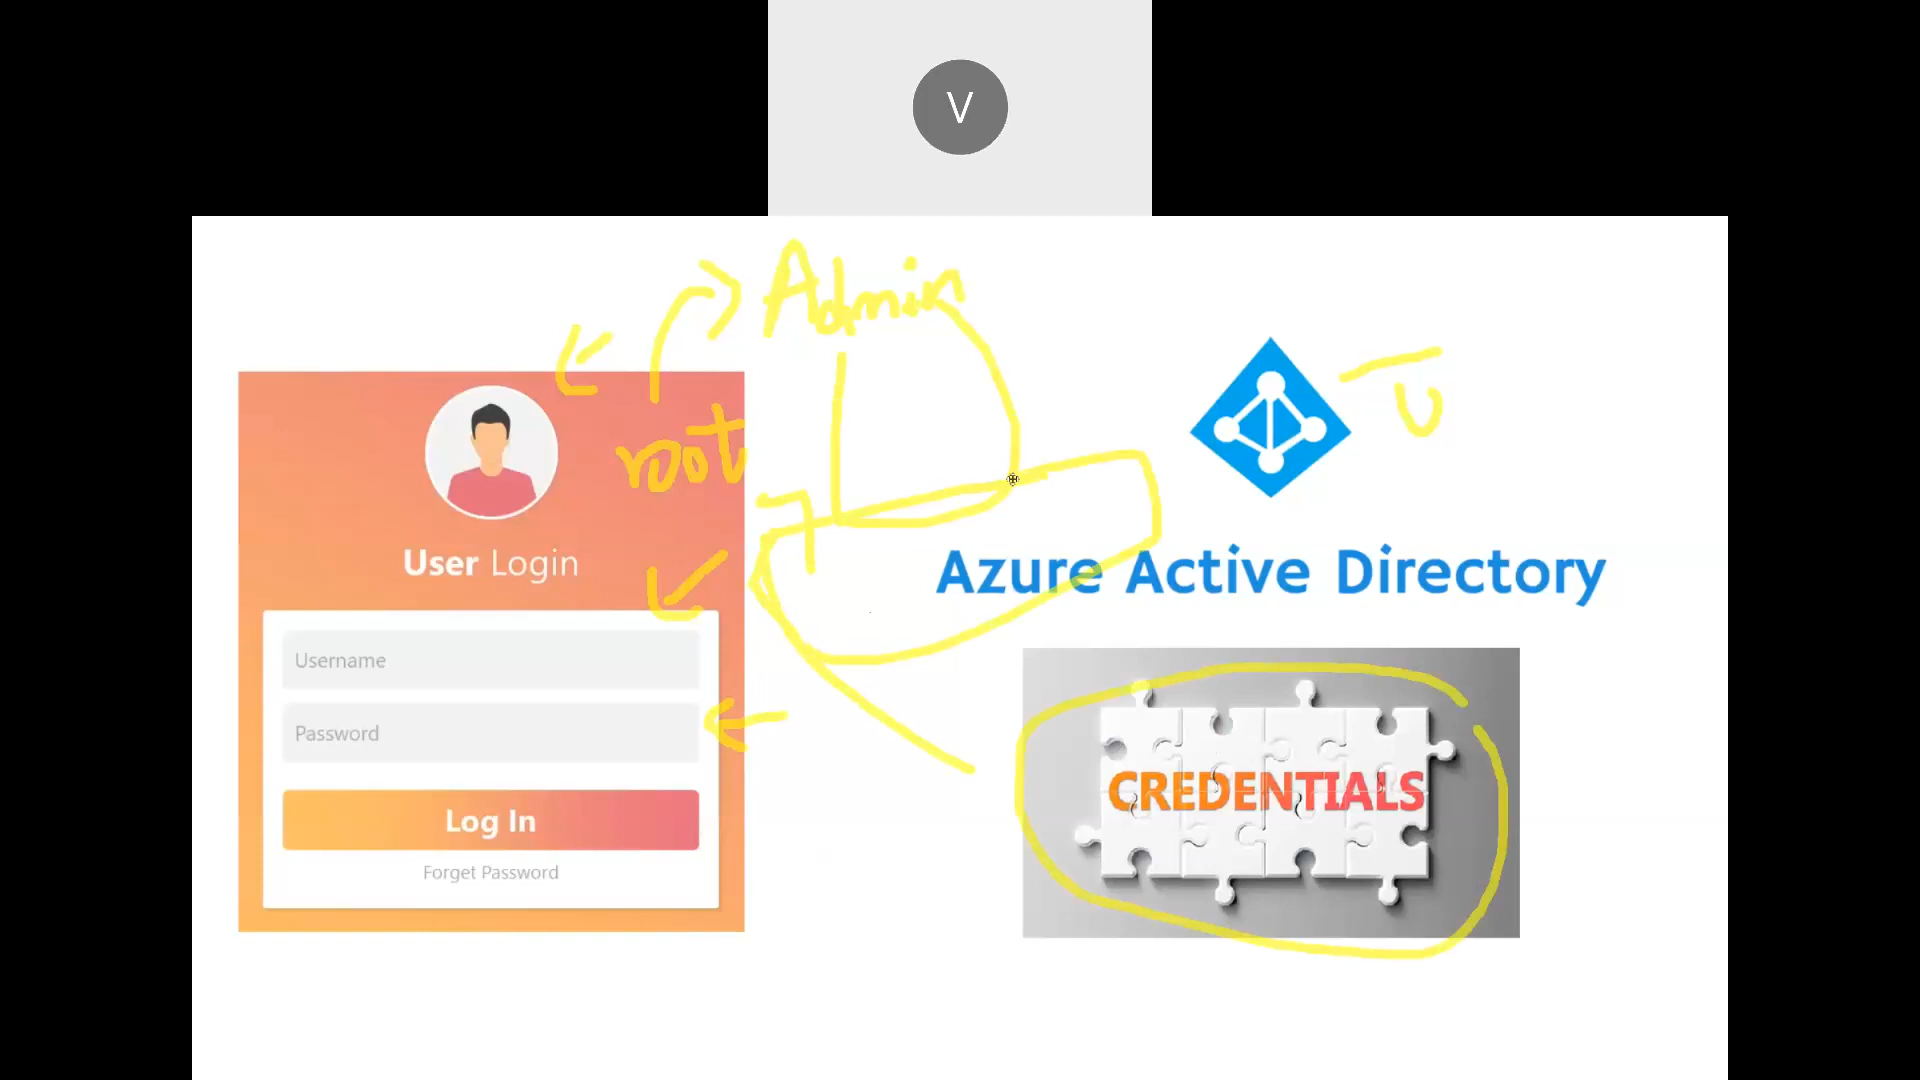 V
Admin
root
U
User Login
Username
Password
Log In
Forget Password
Azure Active Directory
CREDENTIALS